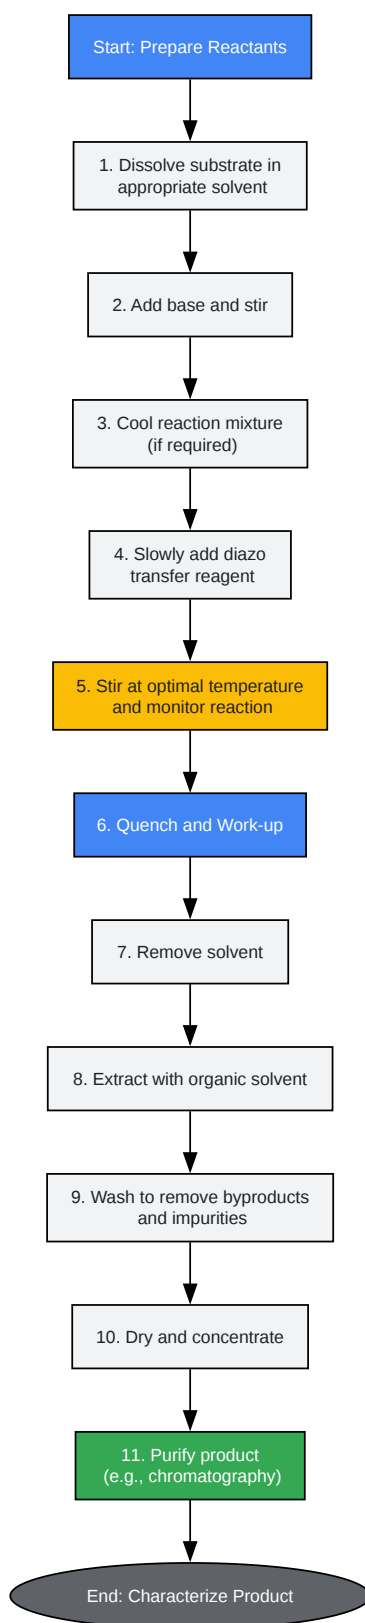 Start: Prepare Reactants
1. Dissolve substrate in
appropriate solvent
2. Add base and stir
3. Cool reaction mixture
(if required)
4. Slowly add diazo
transfer reagent
5. Stir at optimal temperature
and monitor reaction
6. Quench and Work-up
7. Remove solvent
8. Extract with organic solvent
9. Wash to remove byproducts
and impurities
10. Dry and concentrate
11. Purify product
(e.g., chromatography)
End: Characterize Product